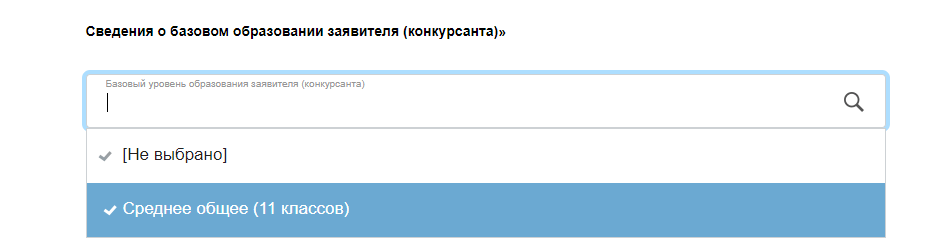 Сведения о базовом образовании заявителя (конкурсанта)»
Базовый уровень образования заявителя (конкурсанта)
[Не выбрано]
Среднее общее (11 классов)